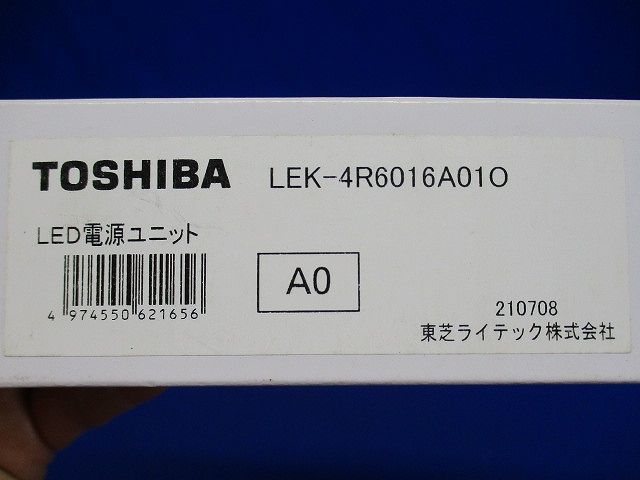 TOSHIBA LEK-4R6016A01O
LED電源ユニット
A0
4 974550 621656
210708
東芝ライテック株式会社